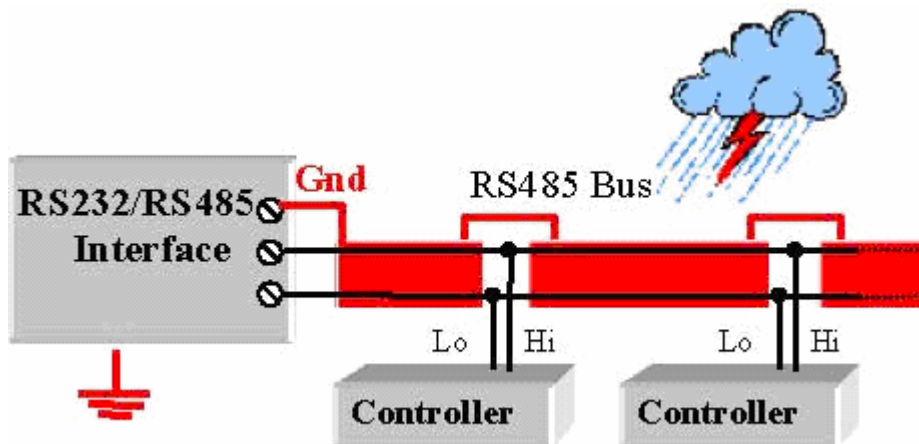 Gnd
RS485 Bus
RS232/RS485
Interface
Lo
Hi
Lo
Hi
Controller
Controller